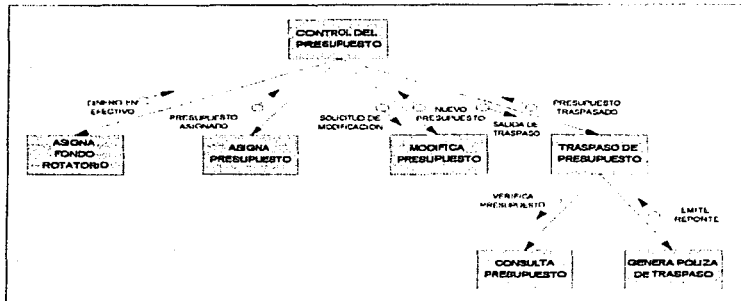 CONTROL DEL
PRESUPUESTO
DINERO EN
EFECTIVO
PRESUPUESTO
ASIGNADO
SOLICITUD DE
MODIFICACION
NUEVO
PRESUPUESTO
SALIDA DE
TRASPASO
PRESUPUESTO
TRASPASADO
ASIGNA
FONDO
ROTATORIO
ASIGNA
PRESUPUESTO
MODIFICA
PRESUPUESTO
TRASPASO DE
PRESUPUESTO
VERIFICA
PRESUPUESTO
EMITE
REPORTE
CONSULTA
PRESUPUESTO
GENERA POLIZA
DE TRASPASO